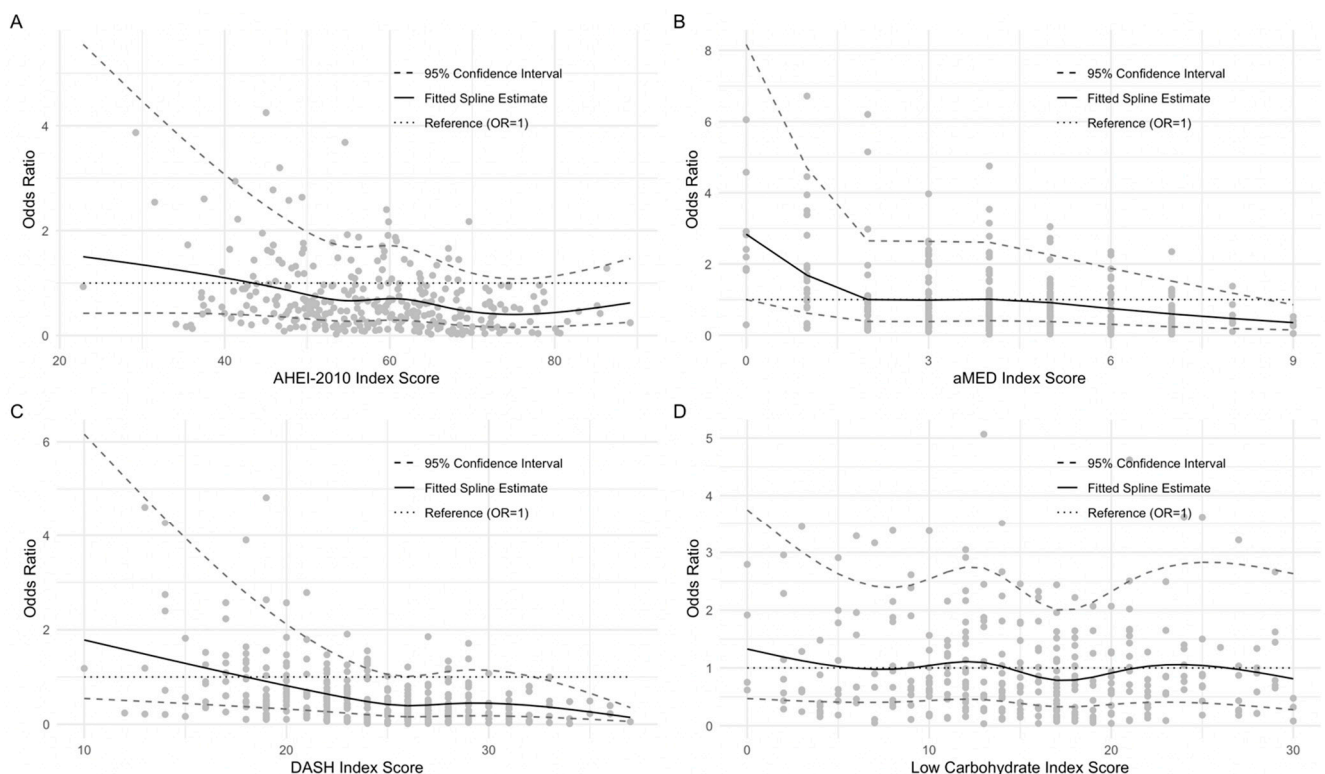 A
Odds Ratio
4
2
0
95% Confidence Interval
Fitted Spline Estimate
Reference (OR=1)
20
40
60
80
AHEI-2010 Index Score
B
Odds Ratio
8
6
4
2
0
95% Confidence Interval
Fitted Spline Estimate
Reference (OR=1)
0
3
6
9
aMED Index Score
C
Odds Ratio
6
4
2
0
95% Confidence Interval
Fitted Spline Estimate
Reference (OR=1)
10
20
30
DASH Index Score
D
Odds Ratio
5
4
3
2
1
0
95% Confidence Interval
Fitted Spline Estimate
Reference (OR=1)
0
10
20
30
Low Carbohydrate Index Score